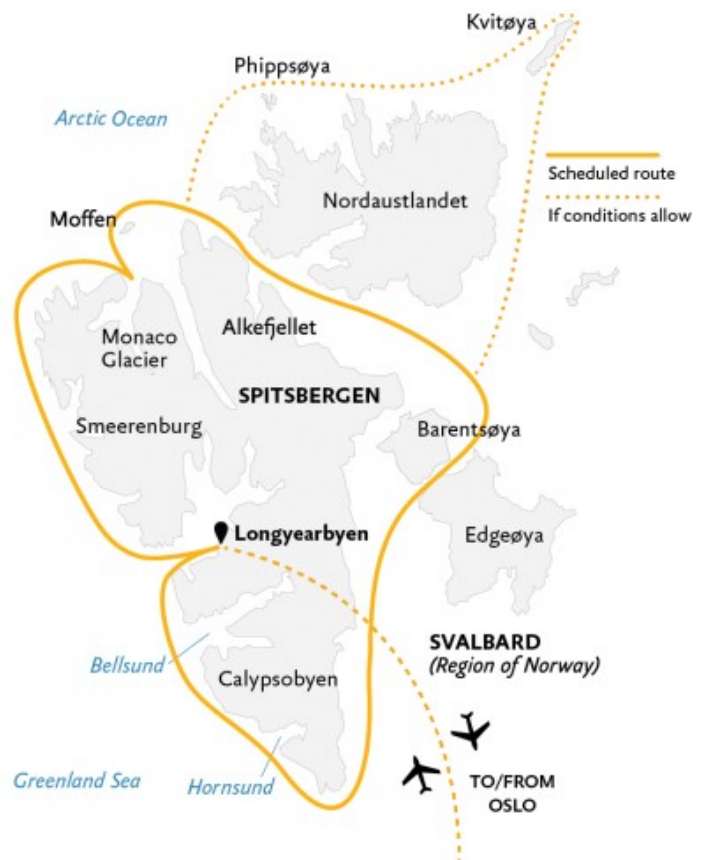 Kvitøya
Phippsøya
Arctic Ocean
Scheduled route
Nordaustlandet
If conditions allow
Moffen
Alkefjellet
Monaco
Glacier
SPITSBERGEN
Smeerenburg
Barentsøya
Longyearbyen
Edgeøya
SVALBARD
(Region of Norway)
Bellsund
Calypsobyen
Greenland Sea
Hornsund
TO/FROM
OSLO